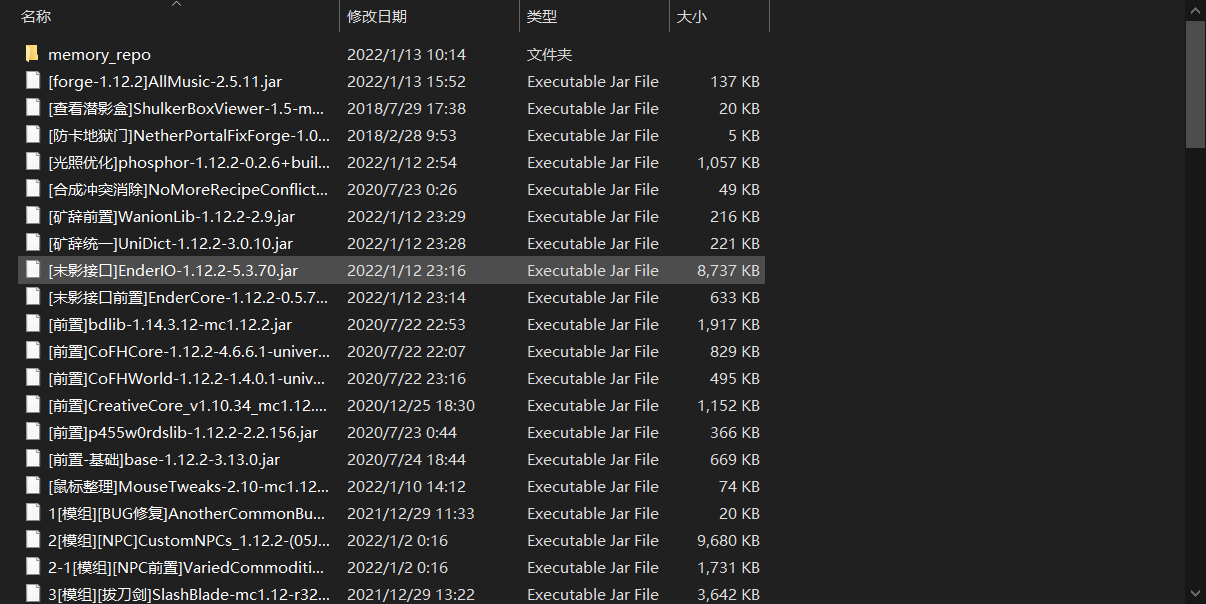 名称 修改日期 类型 大小
memory_repo 2022/1/13 10:14 文件夹
[forge-1.12.2]AllMusic-2.5.11.jar 2022/1/13 15:52 Executable Jar File 137 KB
[查看潜影盒]ShulkerBoxViewer-1.5-m... 2018/7/29 17:38 Executable Jar File 20 KB
[防卡地狱门]NetherPortalFixForge-1.0... 2018/2/28 9:53 Executable Jar File 5 KB
[光照优化]phosphor-1.12.2-0.2.6+buil... 2022/1/12 2:54 Executable Jar File 1,057 KB
[合成冲突消除]NoMoreRecipeConflict... 2020/7/23 0:26 Executable Jar File 49 KB
[矿辞前置]WanionLib-1.12.2-2.9.jar 2022/1/12 23:29 Executable Jar File 216 KB
[矿辞统一]UniDict-1.12.2-3.0.10.jar 2022/1/12 23:28 Executable Jar File 221 KB
[末影接口]EnderIO-1.12.2-5.3.70.jar 2022/1/12 23:16 Executable Jar File 8,737 KB
[末影接口前置]EnderCore-1.12.2-0.5.7... 2022/1/12 23:14 Executable Jar File 633 KB
[前置]bdlib-1.14.3.12-mc1.12.2.jar 2020/7/22 22:53 Executable Jar File 1,917 KB
[前置]CoFHCore-1.12.2-4.6.6.1-univer... 2020/7/22 22:07 Executable Jar File 829 KB
[前置]CoFHWorld-1.12.2-1.4.0.1-univ... 2020/7/22 23:16 Executable Jar File 495 KB
[前置]CreativeCore_v1.10.34_mc1.12.... 2020/12/25 18:30 Executable Jar File 1,152 KB
[前置]p455w0rdslib-1.12.2-2.2.156.jar 2020/7/23 0:44 Executable Jar File 366 KB
[前置-基础]base-1.12.2-3.13.0.jar 2020/7/24 18:44 Executable Jar File 669 KB
[鼠标整理]MouseTweaks-2.10-mc1.12... 2022/1/10 14:12 Executable Jar File 74 KB
1[模组][BUG修复]AnotherCommonBu... 2021/12/29 11:33 Executable Jar File 20 KB
2[模组][NPC]CustomNPCs_1.12.2-(05J... 2022/1/2 0:16 Executable Jar File 9,680 KB
2-1[模组][NPC前置]VariedCommoditi... 2022/1/2 0:16 Executable Jar File 1,731 KB
3[模组][拔刀剑]SlashBlade-mc1.12-r32... 2021/12/29 13:22 Executable Jar File 3,642 KB